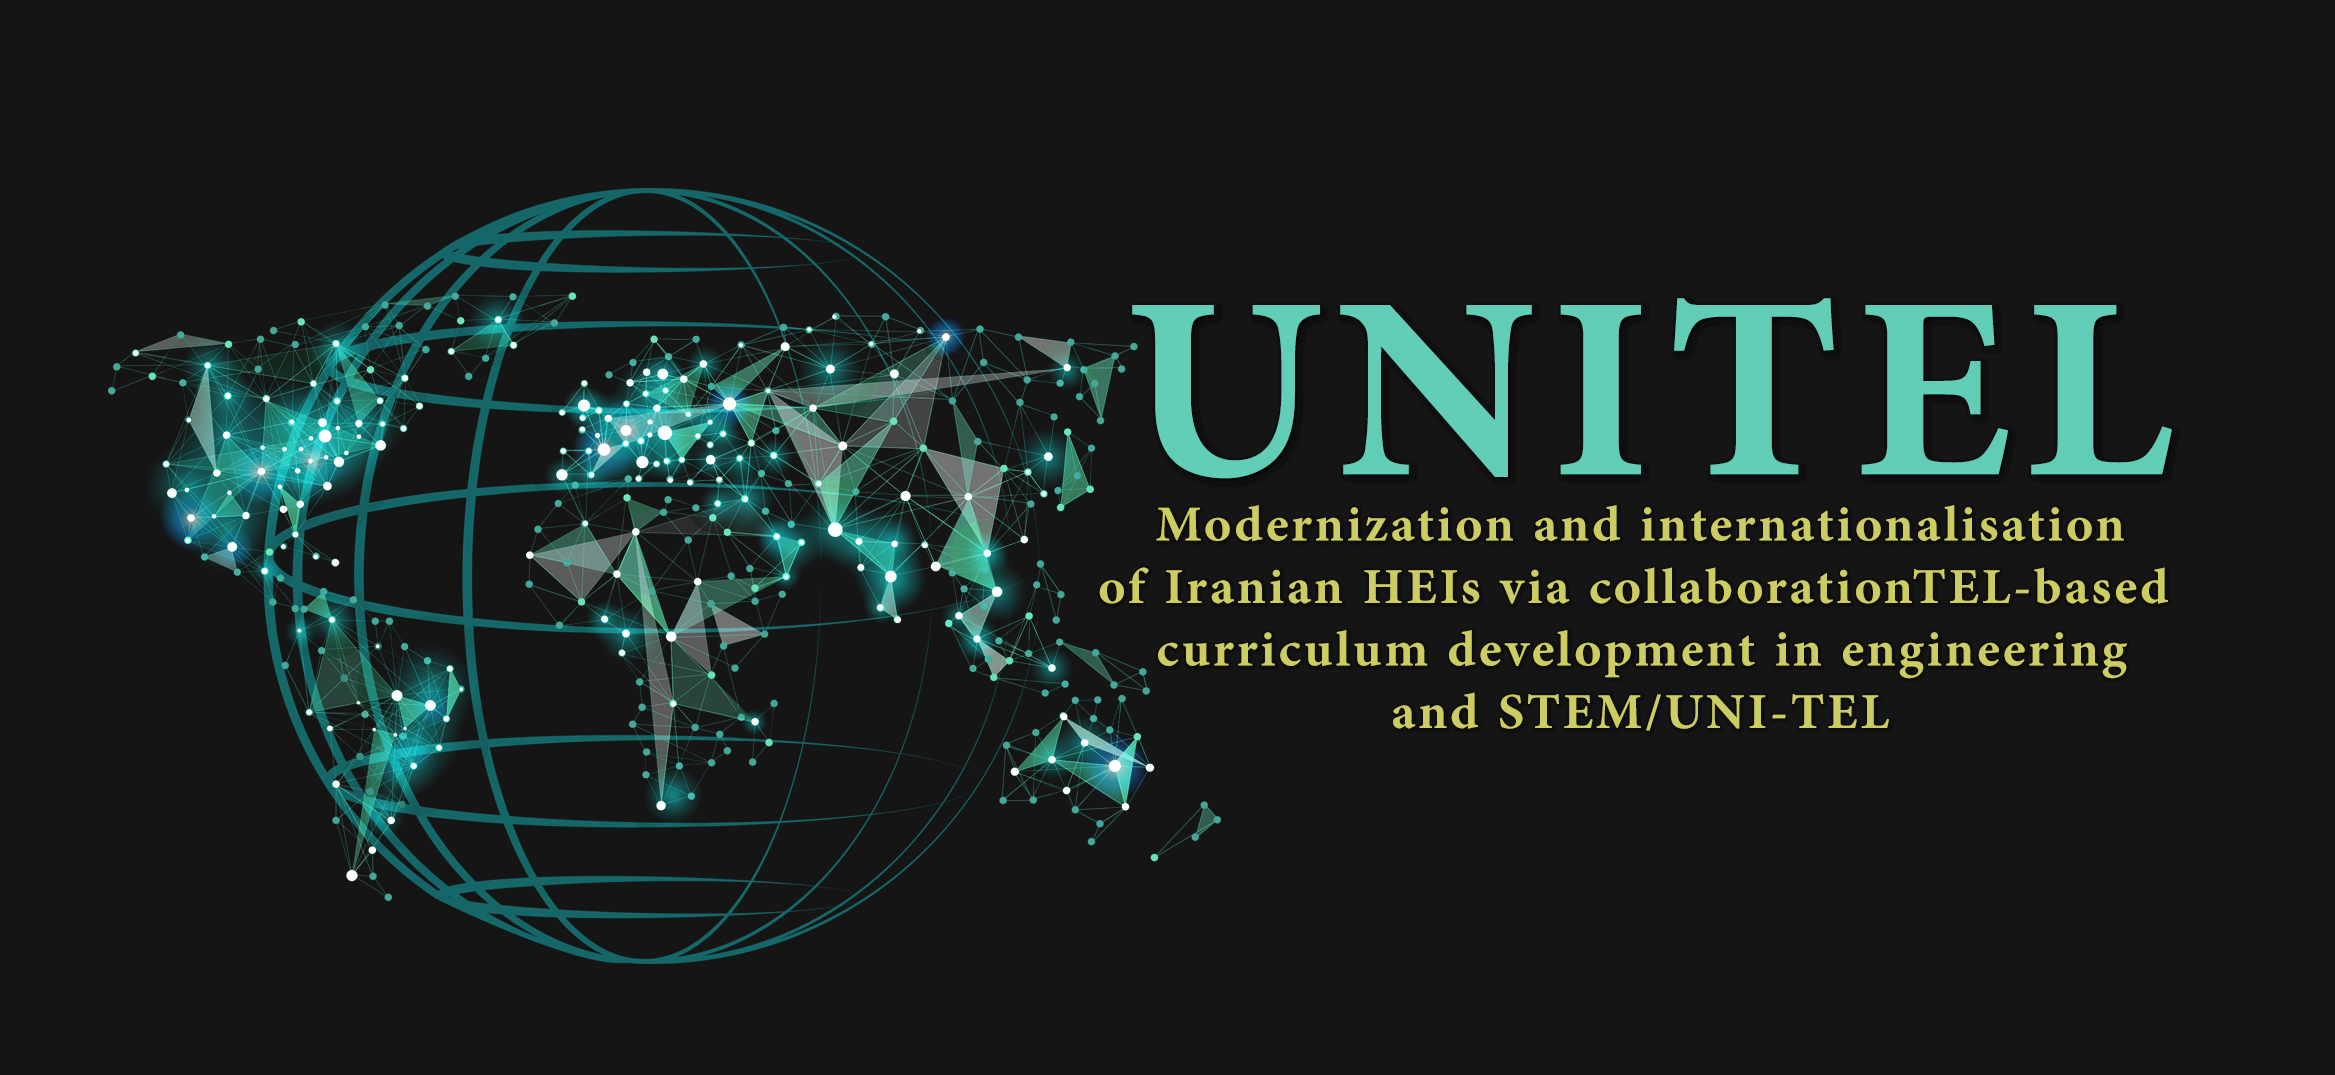 UNITEL
Modernization and internationalisation
of Iranian HEIs via collaborationTEL-based
curriculum development in engineering
and STEM/UNI-TEL